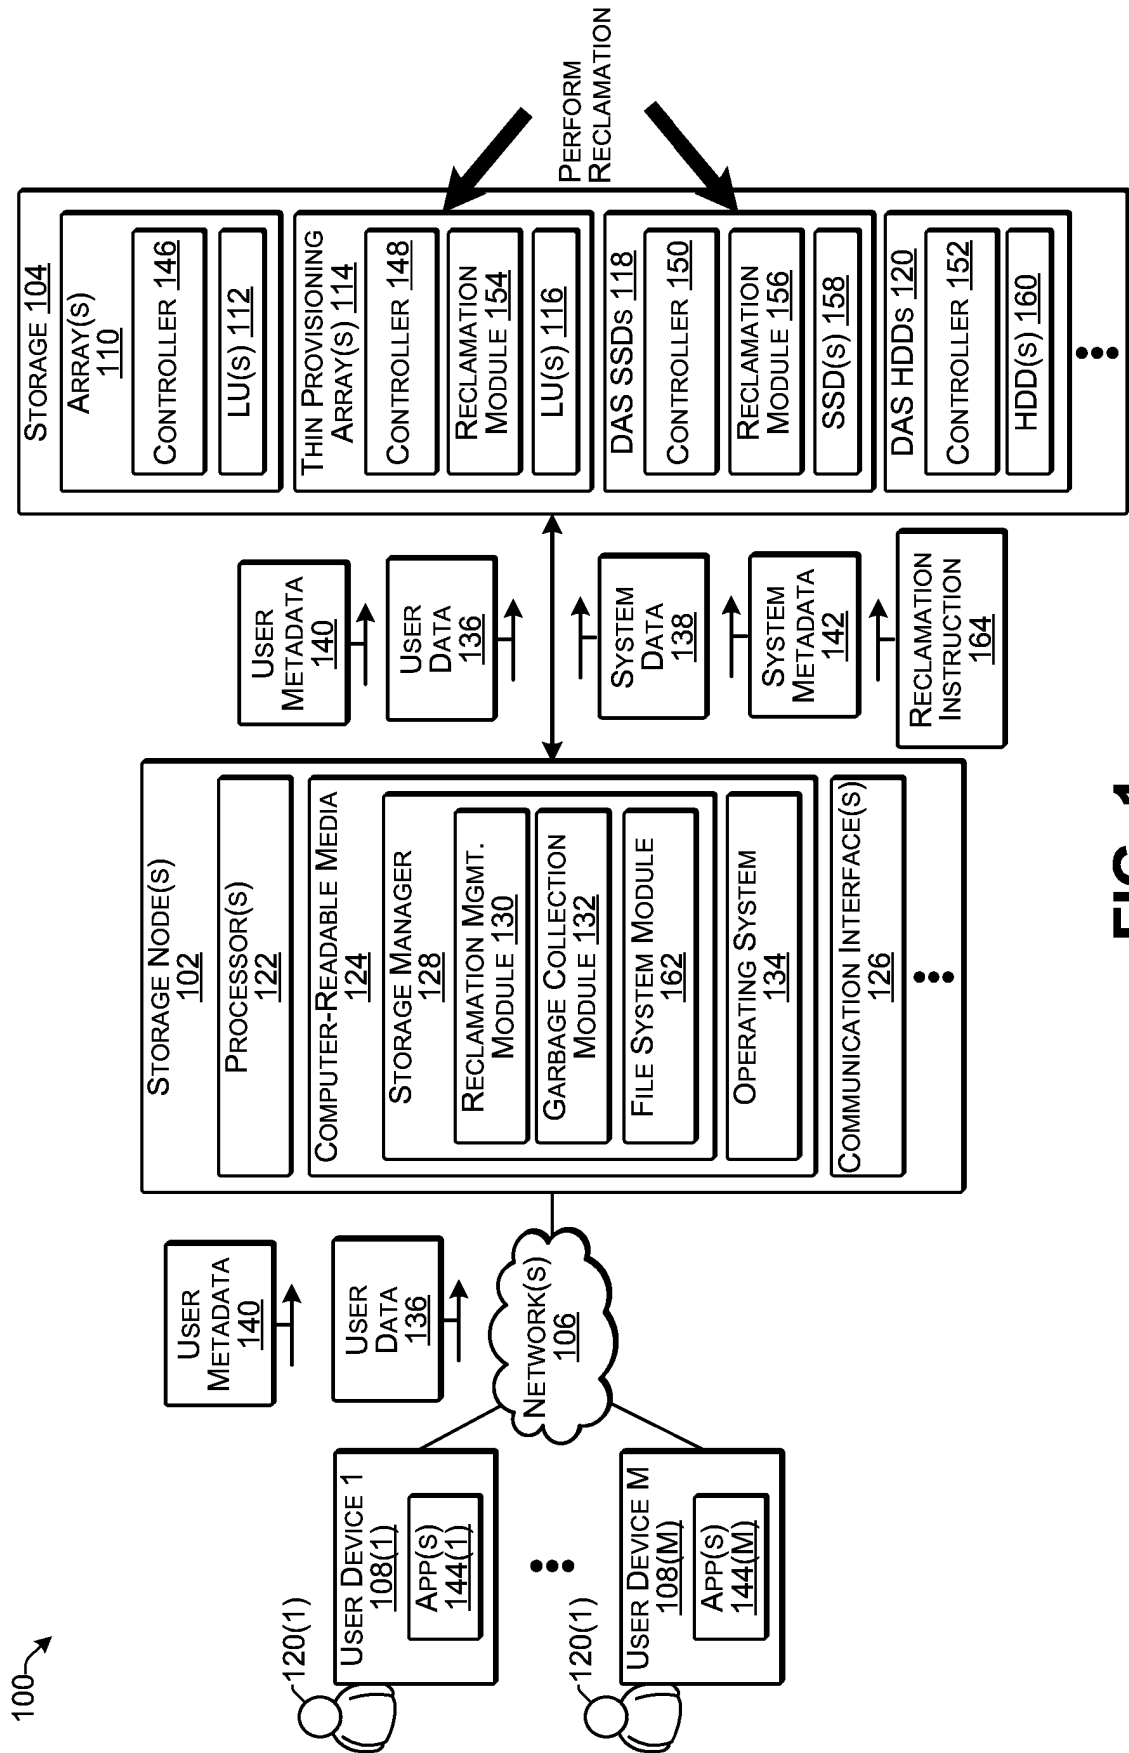 100
120(1)
USER DEVICE 1
108(1)
APP(S)
144(1)
120(1)
USER DEVICE M
108(M)
APP(S)
144(M)
NETWORK(S)
106
USER
METADATA
140
USER
DATA
136
STORAGE NODE(S)
102
PROCESSOR(S)
122
COMPUTER-READABLE MEDIA
124
STORAGE MANAGER
128
RECLAMATION MGMT.
MODULE 130
GARBAGE COLLECTION
MODULE 132
FILE SYSTEM MODULE
162
OPERATING SYSTEM
134
COMMUNICATION INTERFACE(S)
126
USER
METADATA
140
USER
DATA
136
SYSTEM
DATA
138
SYSTEM
METADATA
142
RECLAMATION
INSTRUCTION
164
STORAGE 104
ARRAY(S)
110
CONTROLLER 146
LU(S) 112
THIN PROVISIONING
ARRAY(S) 114
CONTROLLER 148
RECLAMATION
MODULE 154
LU(S) 116
DAS SSDS 118
CONTROLLER 150
RECLAMATION
MODULE 156
SSD(S) 158
DAS HDDS 120
CONTROLLER 152
HDD(S) 160
PERFORM
RECLAMATION
FIG. 1